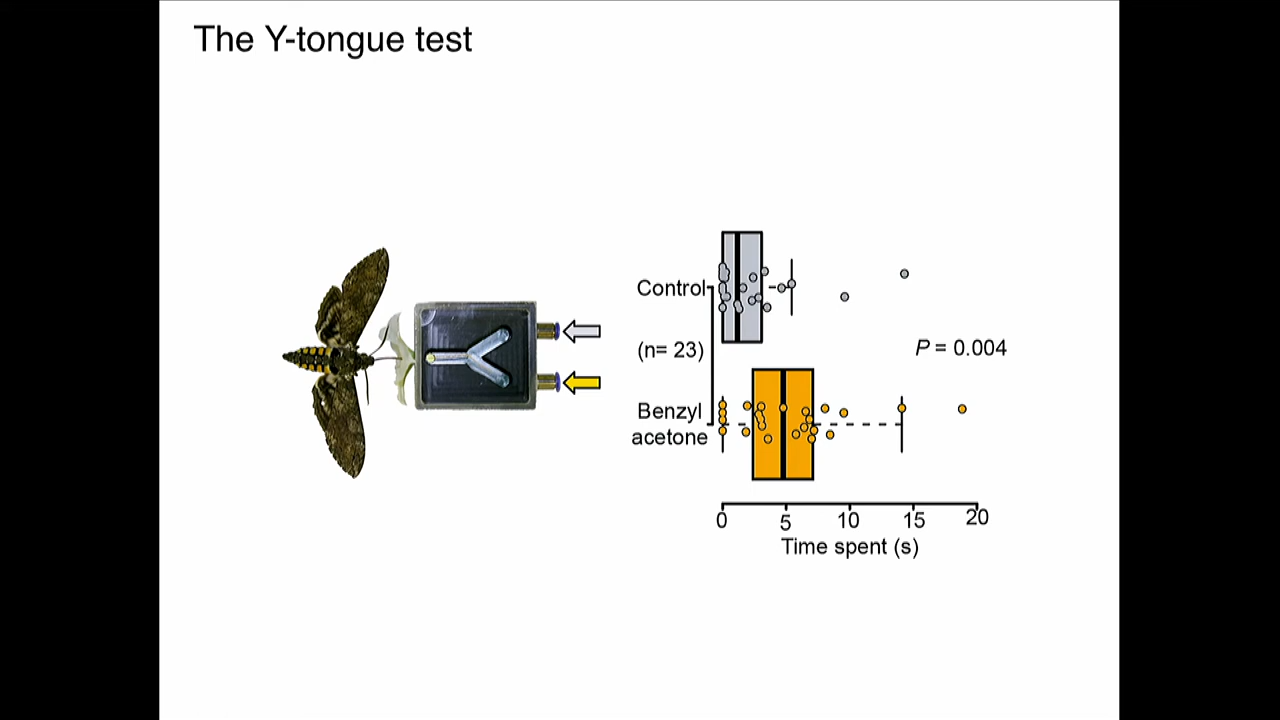 The Y-tongue test
Control
(n= 23)
Benzyl
acetone
P = 0.004
0 5 10 15 20
Time spent (s)